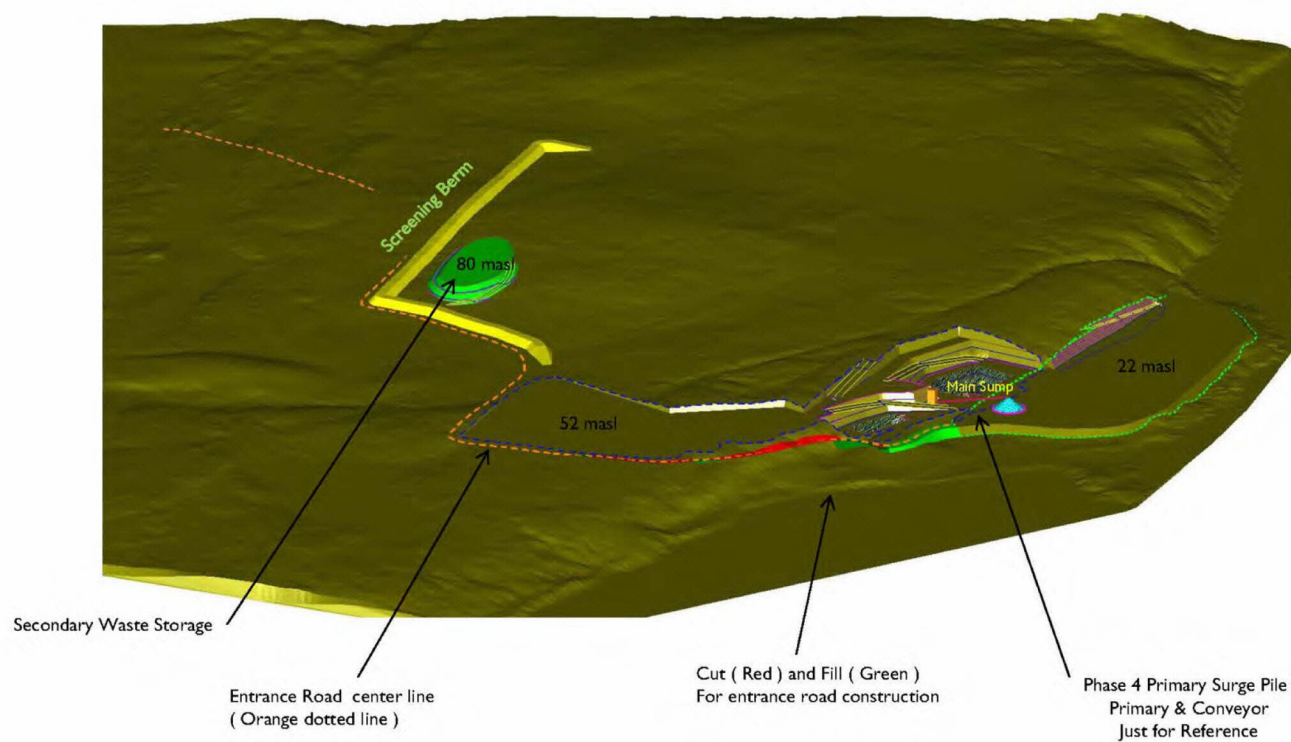 Screening Berm
80 masl
22 masl
Main Sump
52 masl
Secondary Waste Storage
Entrance Road center line
( Orange dotted line )
Cut ( Red ) and Fill ( Green )
For entrance road construction
Phase 4 Primary Surge Pile
Primary & Conveyor
Just for Reference